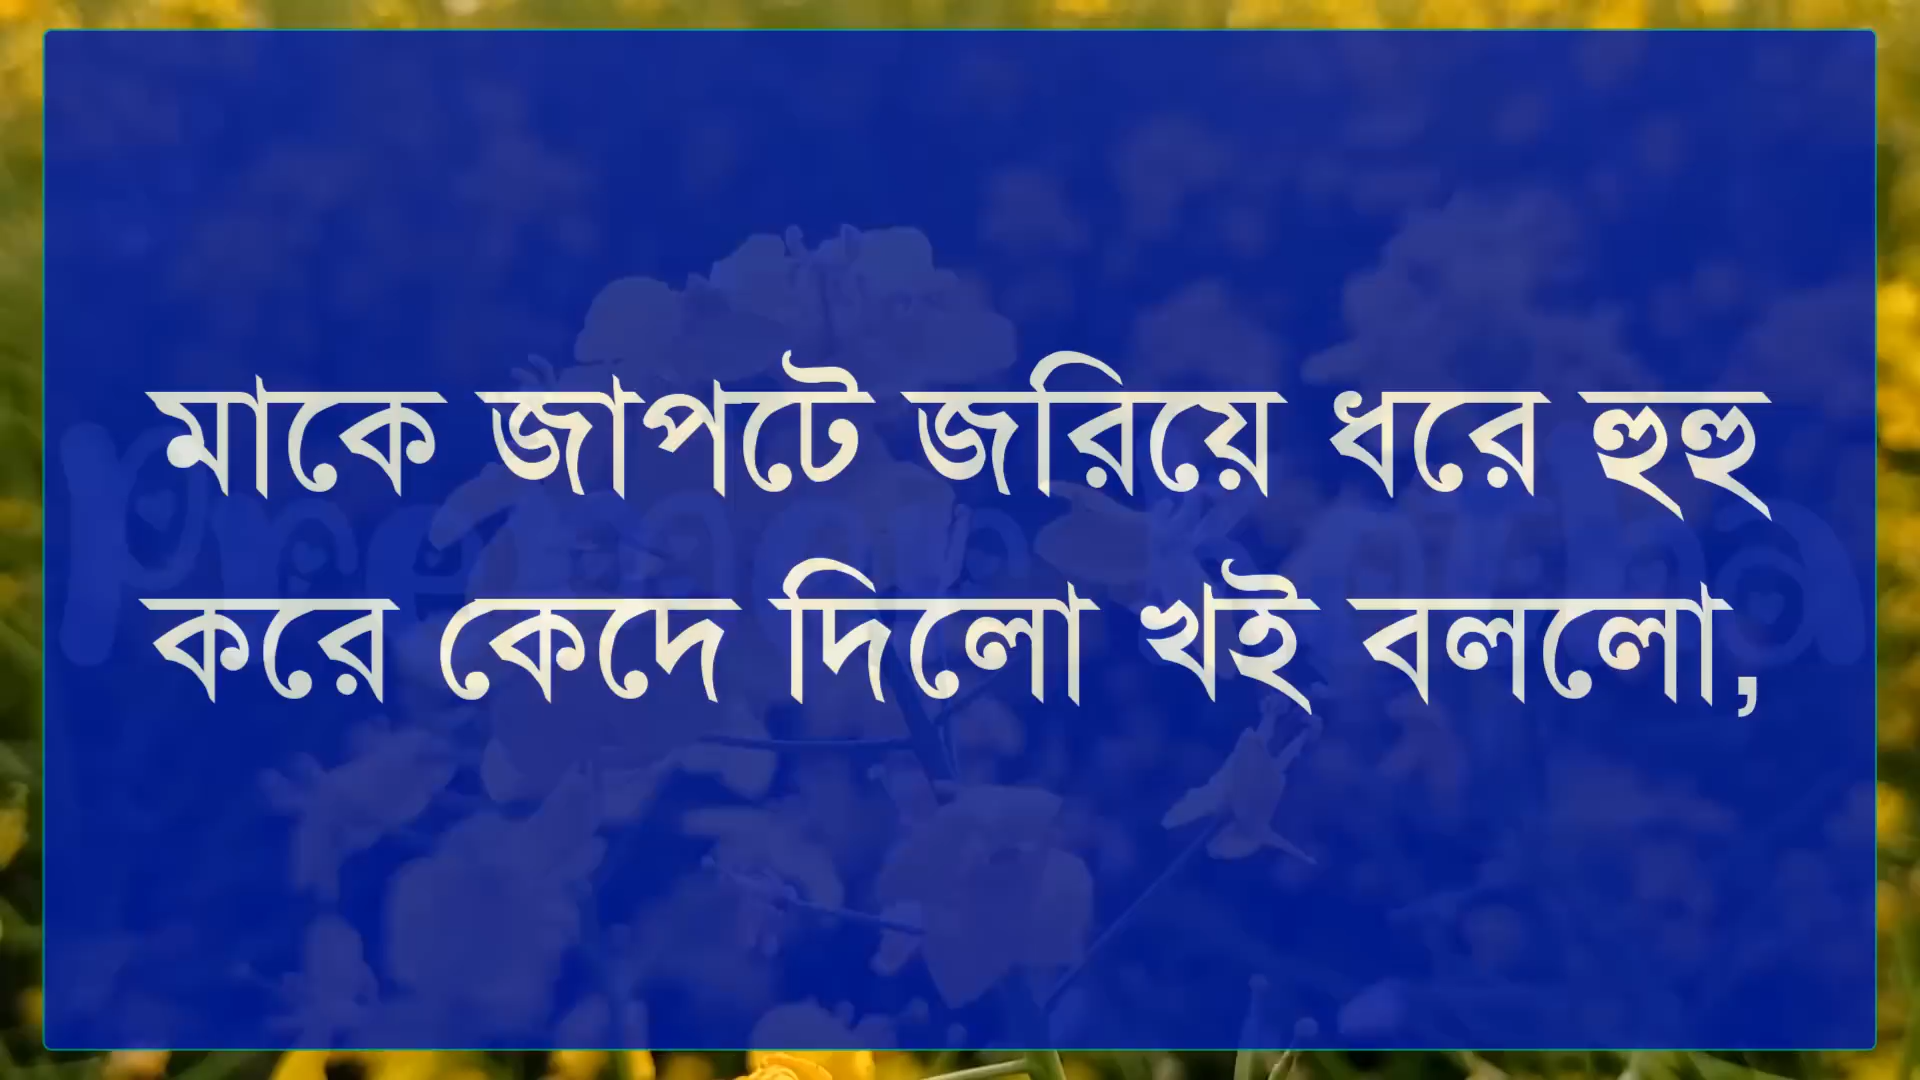 মাকে জাপটে জরিয়ে ধরে হুহু
করে কেদে দিলো খই বললো,